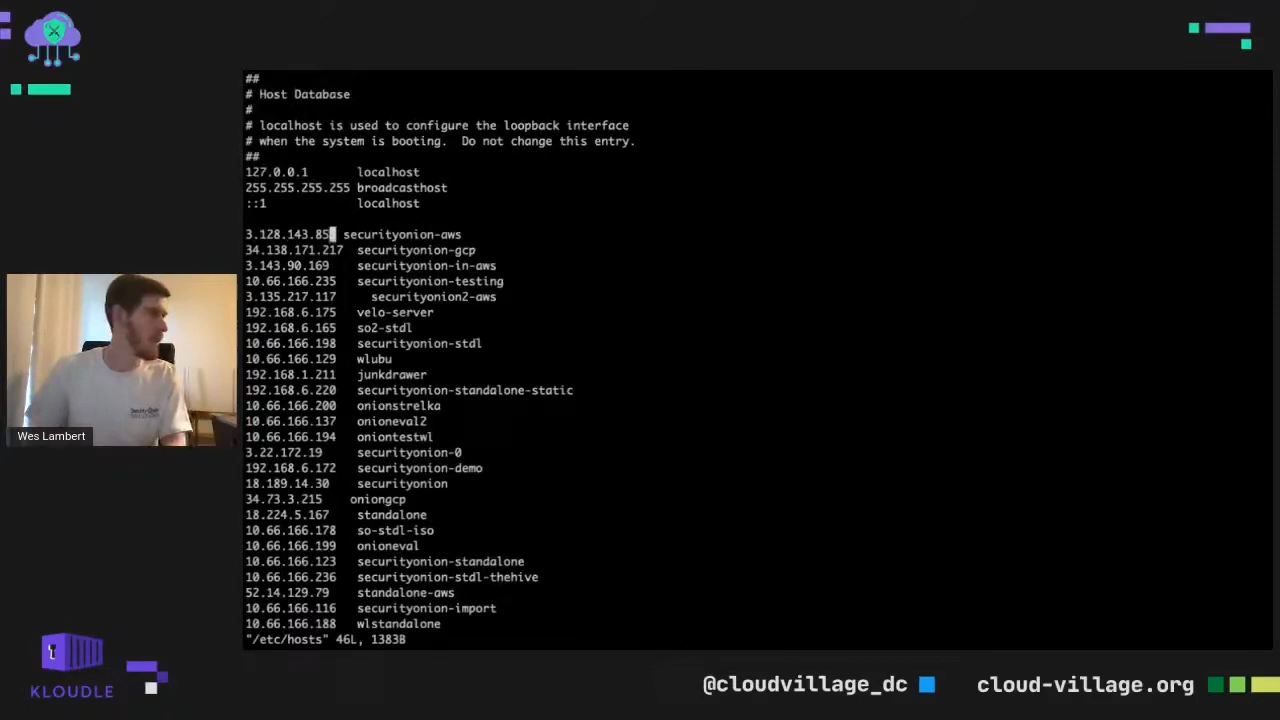 ##
# Host Database
#
# localhost is used to configure the loopback interface
# when the system is booting.  Do not change this entry.
##
127.0.0.1       localhost
255.255.255.255 broadcasthost
::1             localhost
3.128.143.85 securityonion-aws
34.138.171.217  securityonion-gcp
3.143.90.169    securityonion-in-aws
10.66.166.235   securityonion-testing
3.135.217.117     securityonion2-aws
192.168.6.175   velo-server
192.168.6.165   so2-stdl
10.66.166.198   securityonion-stdl
10.66.166.129   wlubu
192.168.1.211   junkdrawer
192.168.6.220   securityonion-standalone-static
10.66.166.200   onionstrelka
10.66.166.137   onioneval2
10.66.166.194   oniontestwl
3.22.172.19     securityonion-0
192.168.6.172   securityonion-demo
18.189.14.30    securityonion
34.73.3.215    oniongcp
18.224.5.167    standalone
10.66.166.178   so-stdl-iso
10.66.166.199   onioneval
10.66.166.123   securityonion-standalone
10.66.166.236   securityonion-stdl-thehive
52.14.129.79    standalone-aws
10.66.166.116   securityonion-import
10.66.166.188   wlstandalone
"/etc/hosts" 46L, 1383B
Wes Lambert
KLOUDLE
@cloudvillage_dc
cloud-village.org